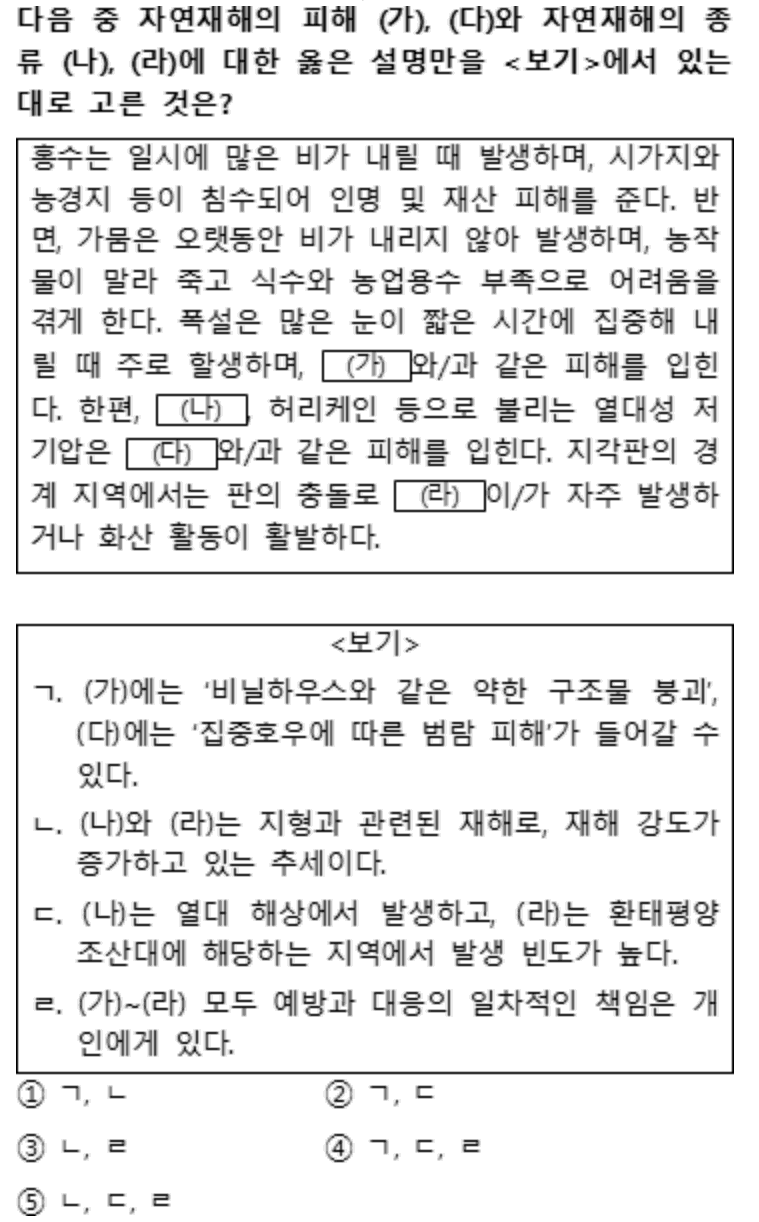 다음 중 자연재해의 피해 (가), (다)와 자연재해의 종
류 (나), (라)에 대한 옳은 설명만을 <보기>에서 있는
대로 고른 것은?
홍수는 일시에 많은 비가 내릴 때 발생하며, 시가지와
농경지 등이 침수되어 인명 및 재산 피해를 준다. 반
면, 가뭄은 오랫동안 비가 내리지 않아 발생하며, 농작
물이 말라 죽고 식수와 농업용수 부족으로 어려움을
겪게 한다. 폭설은 많은 눈이 짧은 시간에 집중해 내
릴 때 주로 할생하며, (가) 와/과 같은 피해를 입힌
다. 한편, (나), 허리케인 등으로 불리는 열대성 저
기압은 (다) 와/과 같은 피해를 입힌다. 지각판의 경
계 지역에서는 판의 충돌로 (라) 이/가 자주 발생하
거나 화산 활동이 활발하다.
<보기>
ㄱ. (가)에는 '비닐하우스와 같은 약한 구조물 붕괴',
(다)에는 '집중호우에 따른 범람 피해'가 들어갈 수
있다.
ㄴ. (나)와 (라)는 지형과 관련된 재해로, 재해 강도가
증가하고 있는 추세이다.
ㄷ. (나)는 열대 해상에서 발생하고, (라)는 환태평양
조산대에 해당하는 지역에서 발생 빈도가 높다.
ㄹ. (가)~(라) 모두 예방과 대응의 일차적인 책임은 개
인에게 있다.
① ㄱ, ㄴ ② ㄱ, ㄷ
③ ㄴ, ㄹ ④ ㄱ, ㄷ, ㄹ
⑤ ㄴ, ㄷ, ㄹ